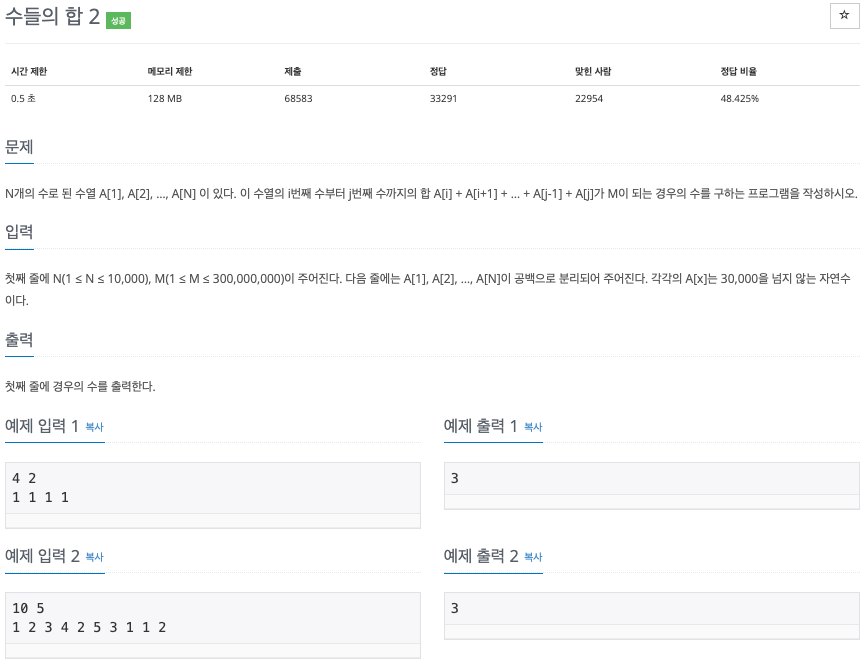 수들의 합 2 성공
☆
시간 제한 메모리 제한 제출 정답 맞힌 사람 정답 비율
0.5 초 128 MB 68583 33291 22954 48.425%
문제
N개의 수로 된 수열 A[1], A[2], …, A[N] 이 있다. 이 수열의 i번째 수부터 j번째 수까지의 합 A[i] + A[i+1] + … + A[j-1] + A[j]가 M이 되는 경우의 수를 구하는 프로그램을 작성하시오.
입력
첫째 줄에 N(1 ≤ N ≤ 10,000), M(1 ≤ M ≤ 300,000,000)이 주어진다. 다음 줄에는 A[1], A[2], …, A[N]이 공백으로 분리되어 주어진다. 각각의 A[x]는 30,000을 넘지 않는 자연수
이다.
출력
첫째 줄에 경우의 수를 출력한다.
예제 입력 1 복사
4 2
1 1 1 1
예제 출력 1 복사
3
예제 입력 2 복사
10 5
1 2 3 4 2 5 3 1 1 2
예제 출력 2 복사
3